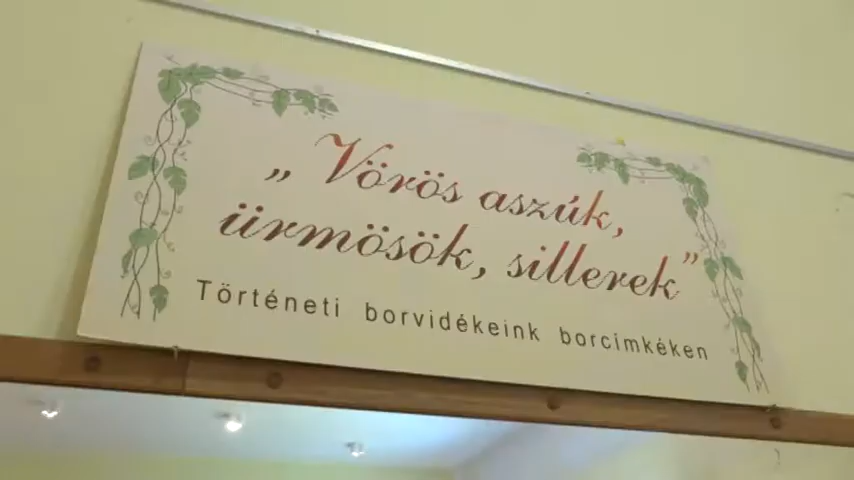 „Vörös aszúk,
ürmösök, sillerek”
Történeti borvidékeink borcímkéken